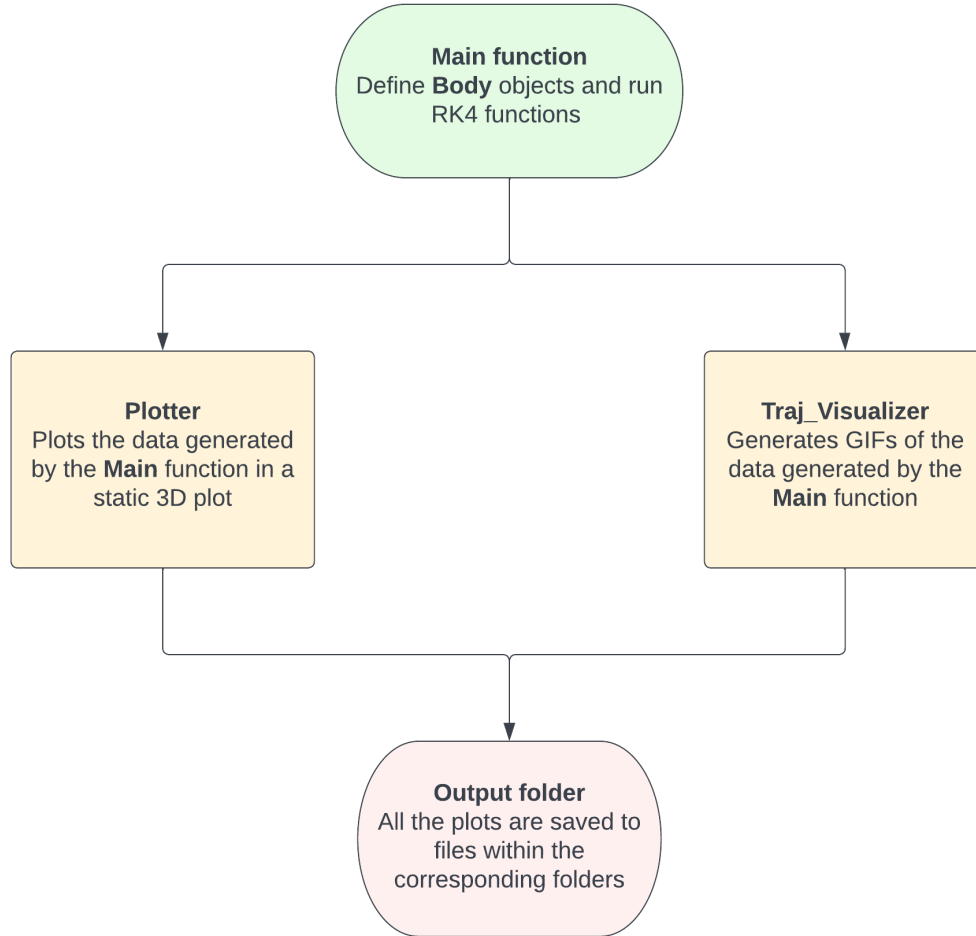 Main function
Define Body objects and run
RK4 functions
Plotter
Plots the data generated
by the Main function in a
static 3D plot
Traj_Visualizer
Generates GIFs of the
data generated by the
Main function
Output folder
All the plots are saved to
files within the
corresponding folders